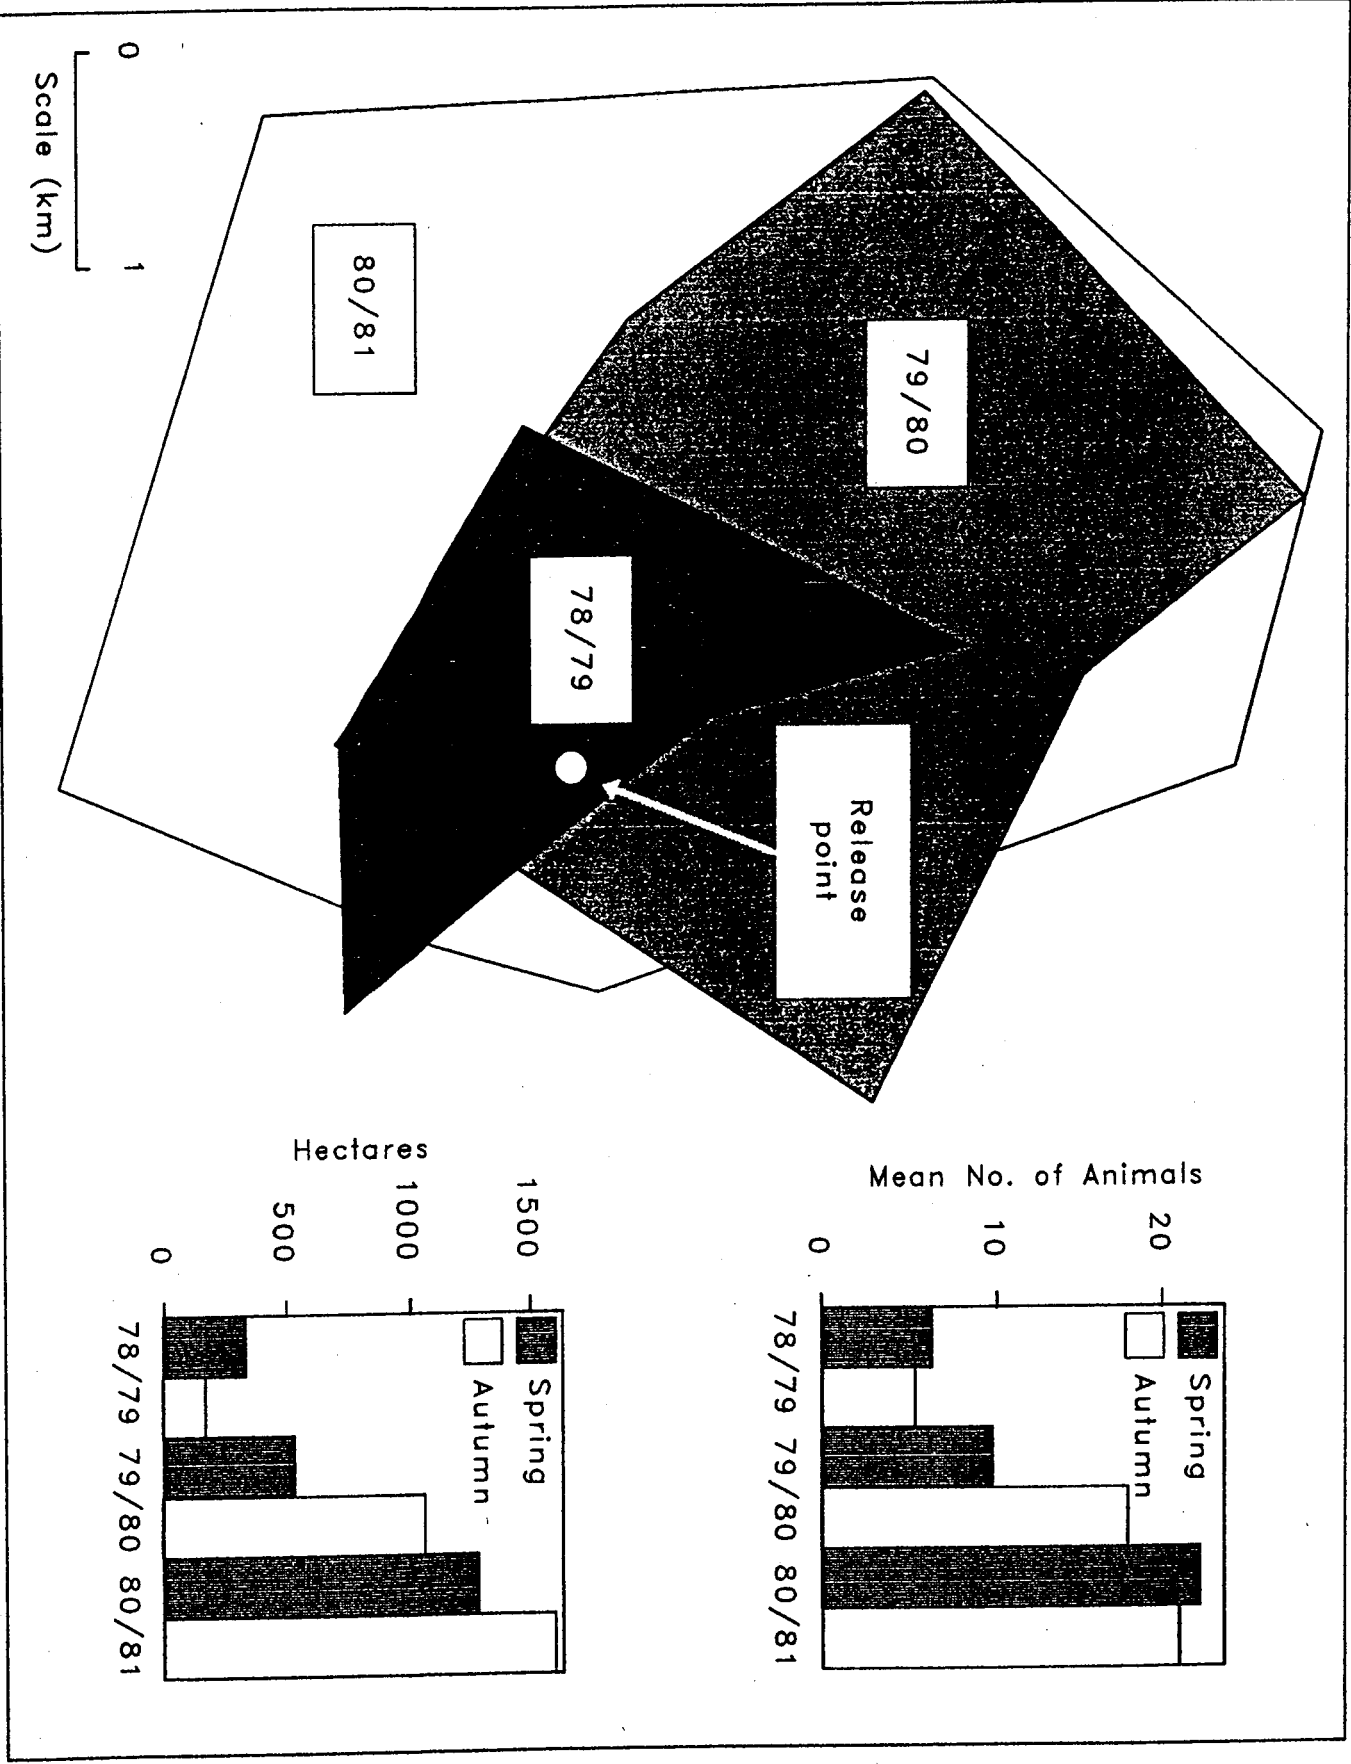 79/80
80/81
78/79
Release
point
0
1
Scale (km)
Mean No. of Animals
20
10
0
Spring
Autumn
78/79
79/80
80/81
Hectares
1500
1000
500
0
Spring
Autumn
78/79
79/80
80/81